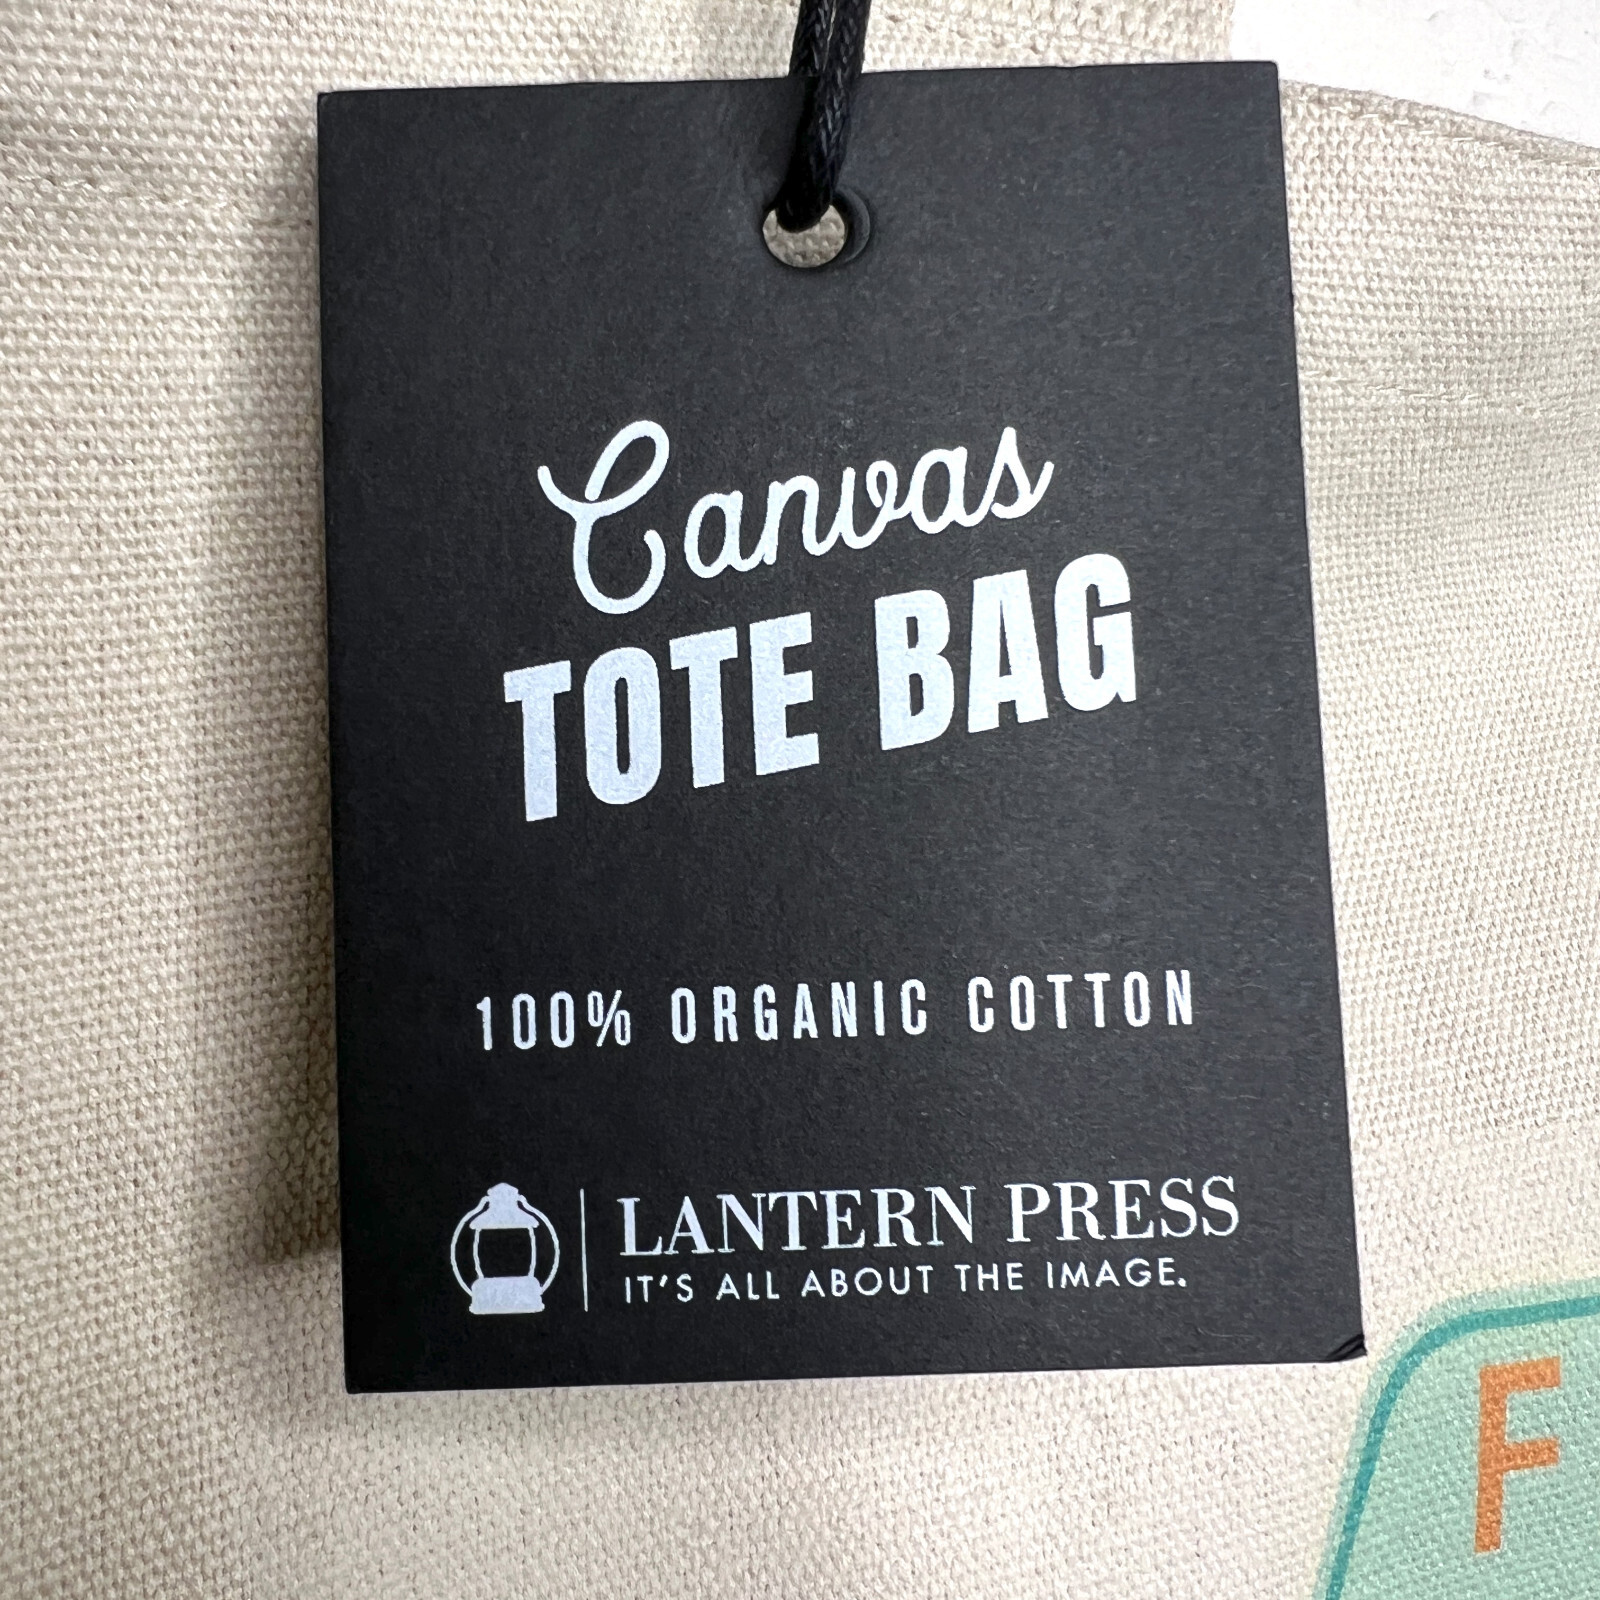 Canvas
TOTE BAG
100% ORGANIC COTTON
LANTERN PRESS
IT'S ALL ABOUT THE IMAGE.
F